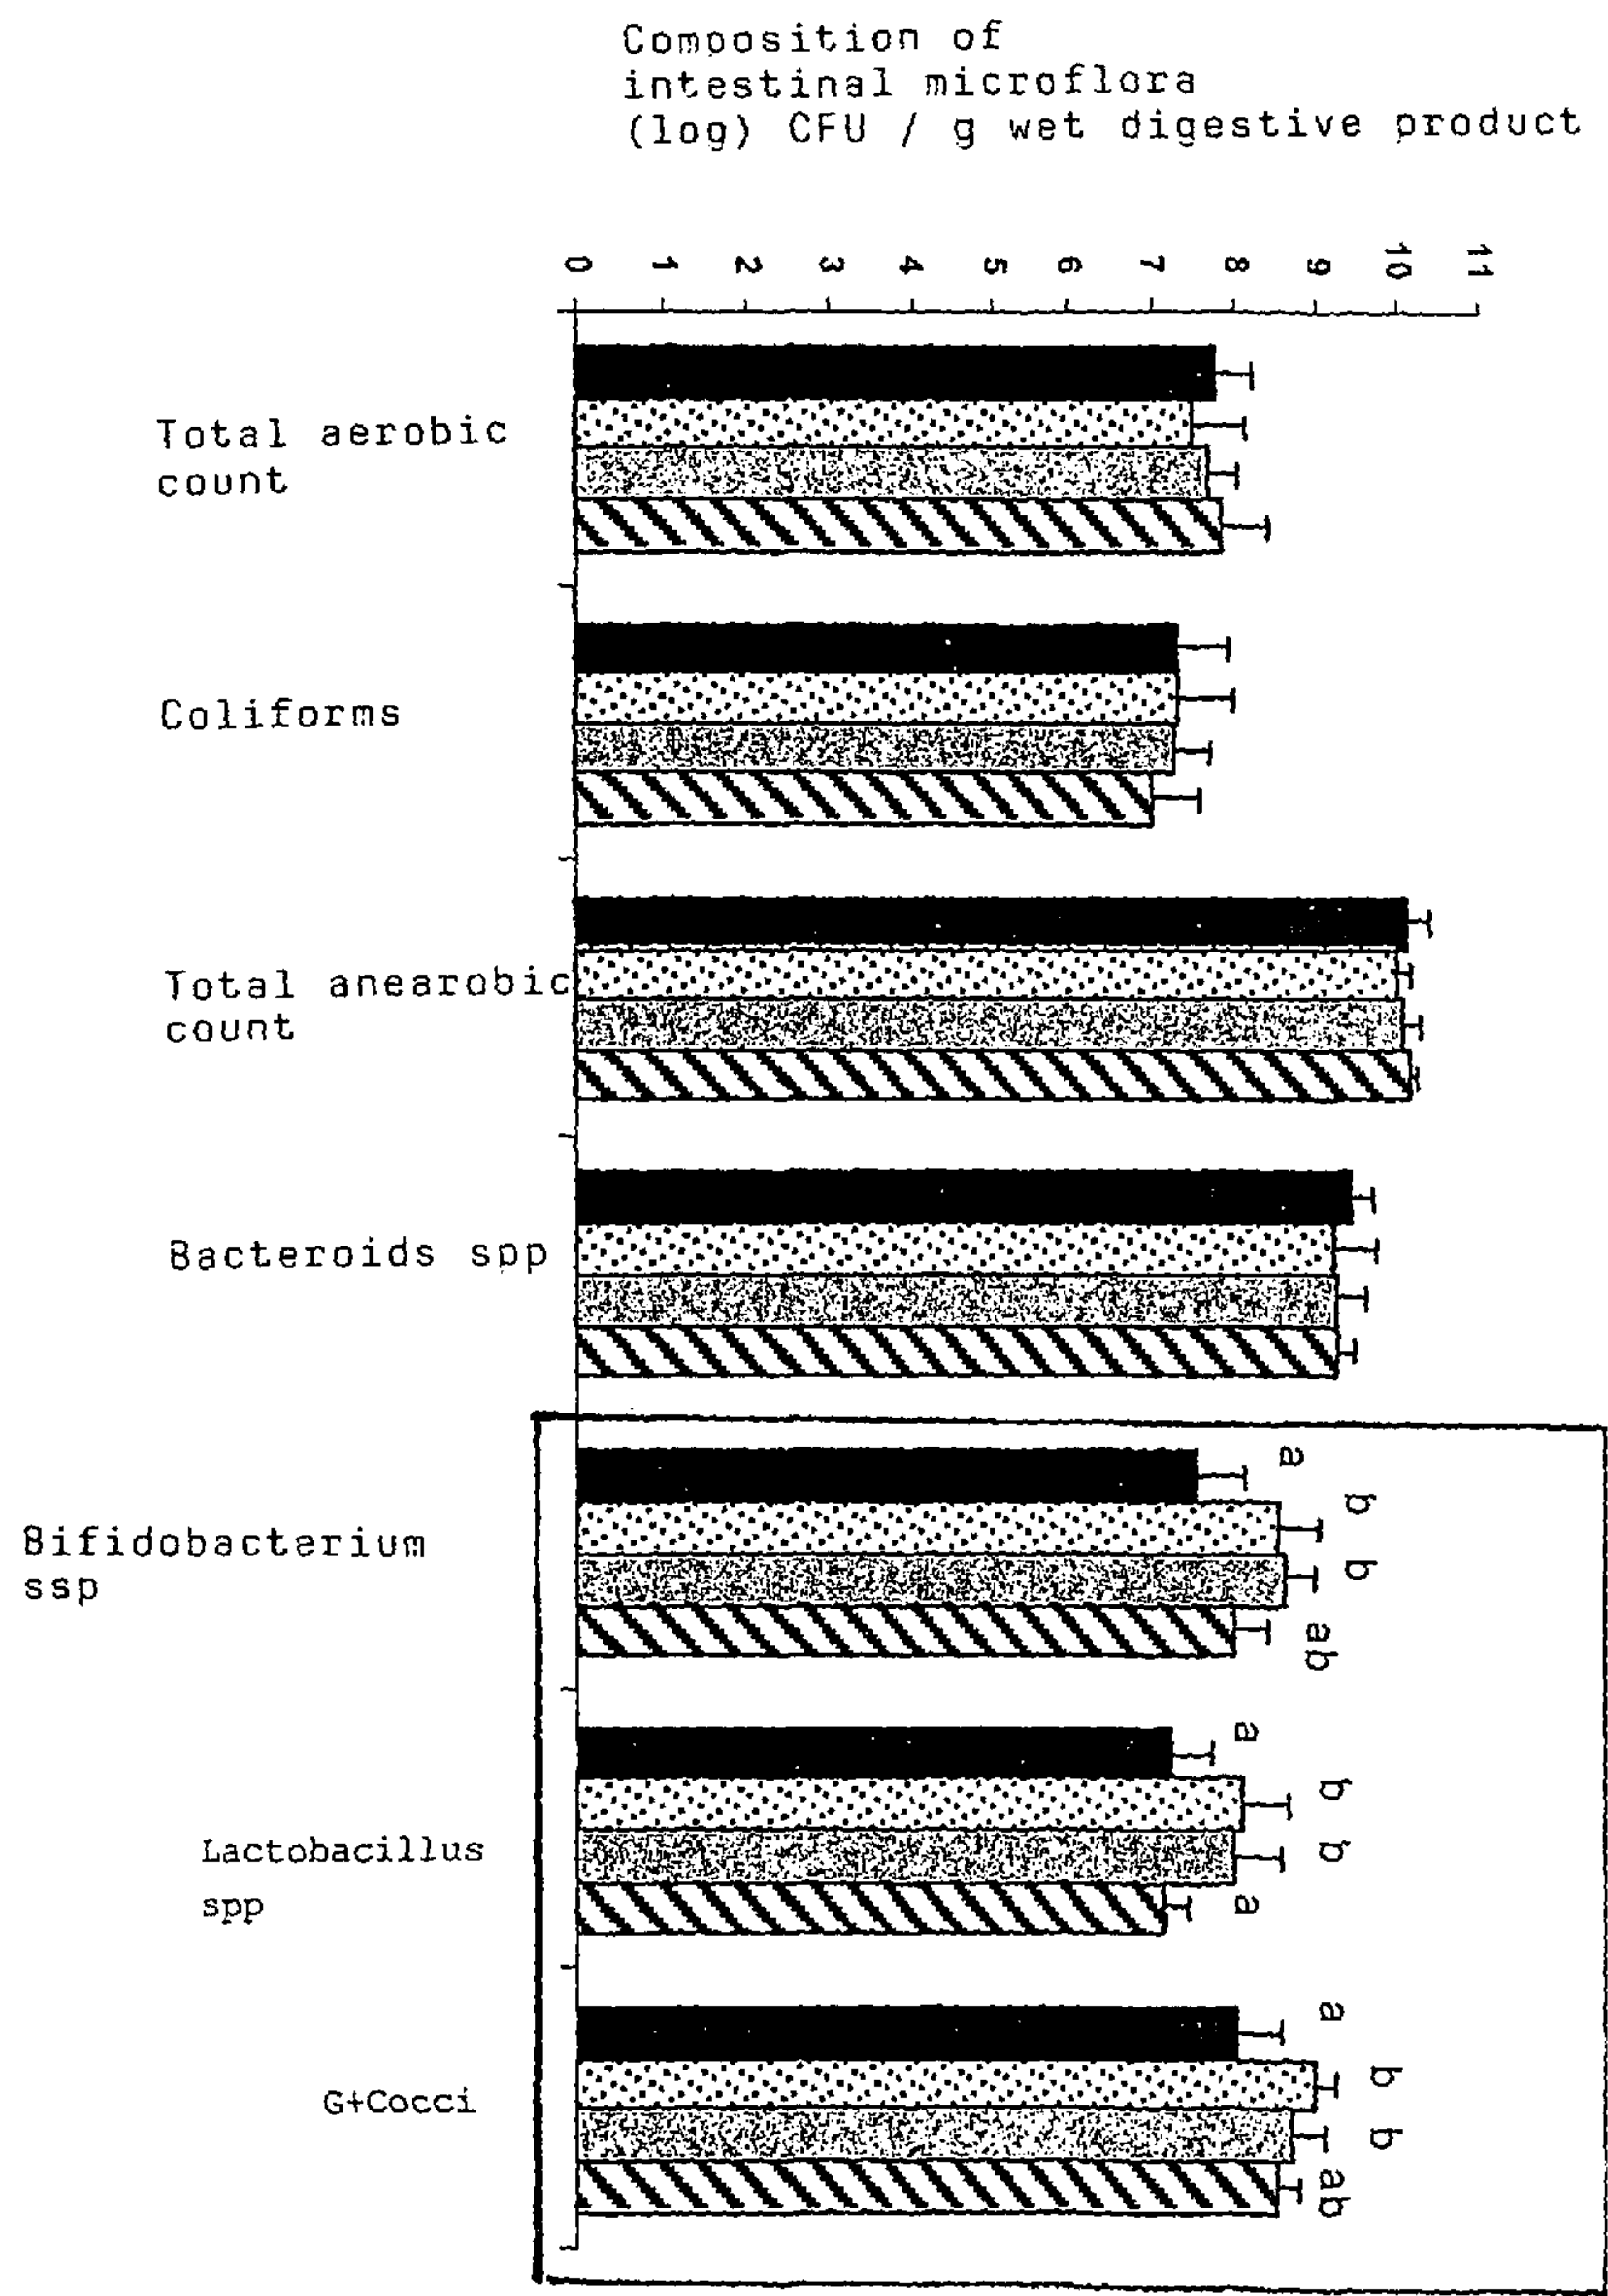 Composition of
intestinal microflora
(log) CFU / g wet digestive product
0 1 2 3 4 5 6 7 8 9 10 11
Total aerobic
count
Coliforms
Total anearobic
count
Bacteroids spp
a
b
Bifidobacterium
ssp
b
ab
a
b
Lactobacillus
b
spp
a
a
b
G+Cocci
b
ab